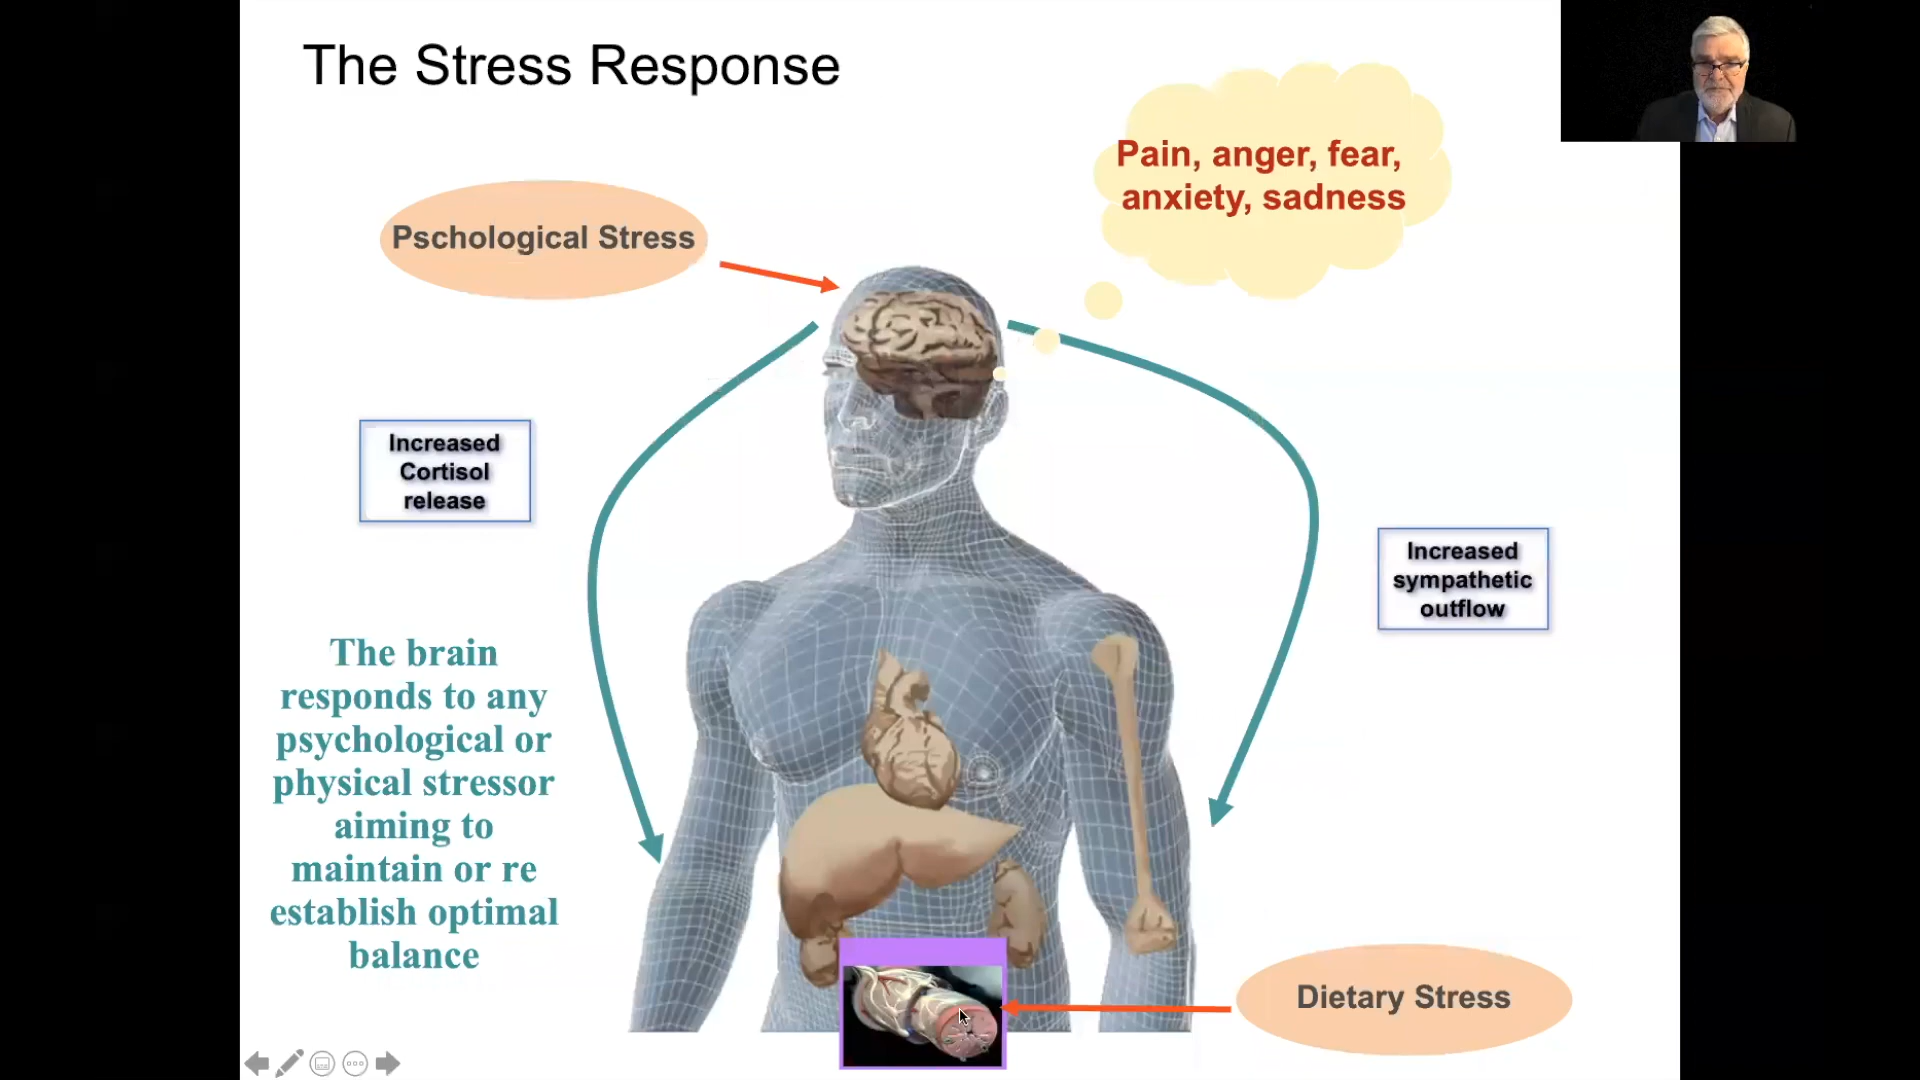 The Stress Response
Pain, anger, fear,
anxiety, sadness
Pschological Stress
Increased
Cortisol
release
Increased
sympathetic
outflow
The brain
responds to any
psychological or
physical stressor
aiming to
maintain or re
establish optimal
balance
Dietary Stress